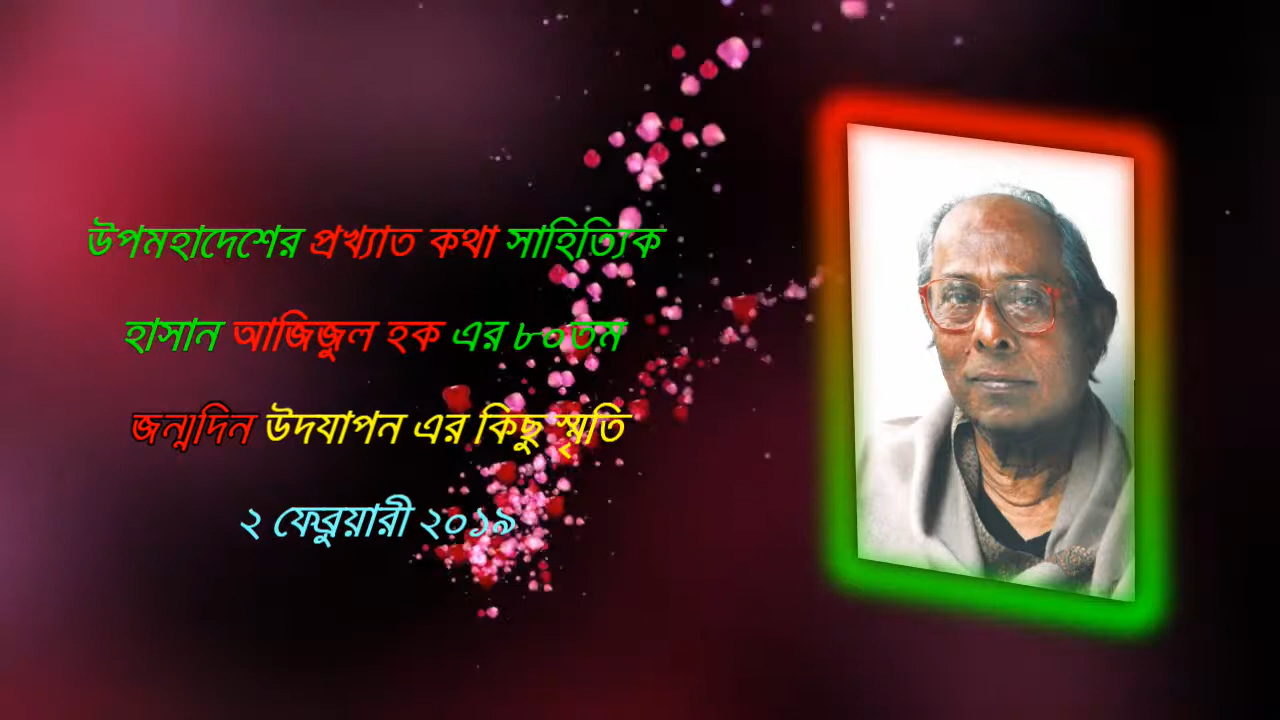 উপমহাদেশের প্রখ্যাত কথা সাহিত্যিক
হাসান আজিজুল হক এর ৮০তম
জন্মদিন উদযাপন এর কিছু স্মৃতি
২ ফেব্রুয়ারী ২০১৯